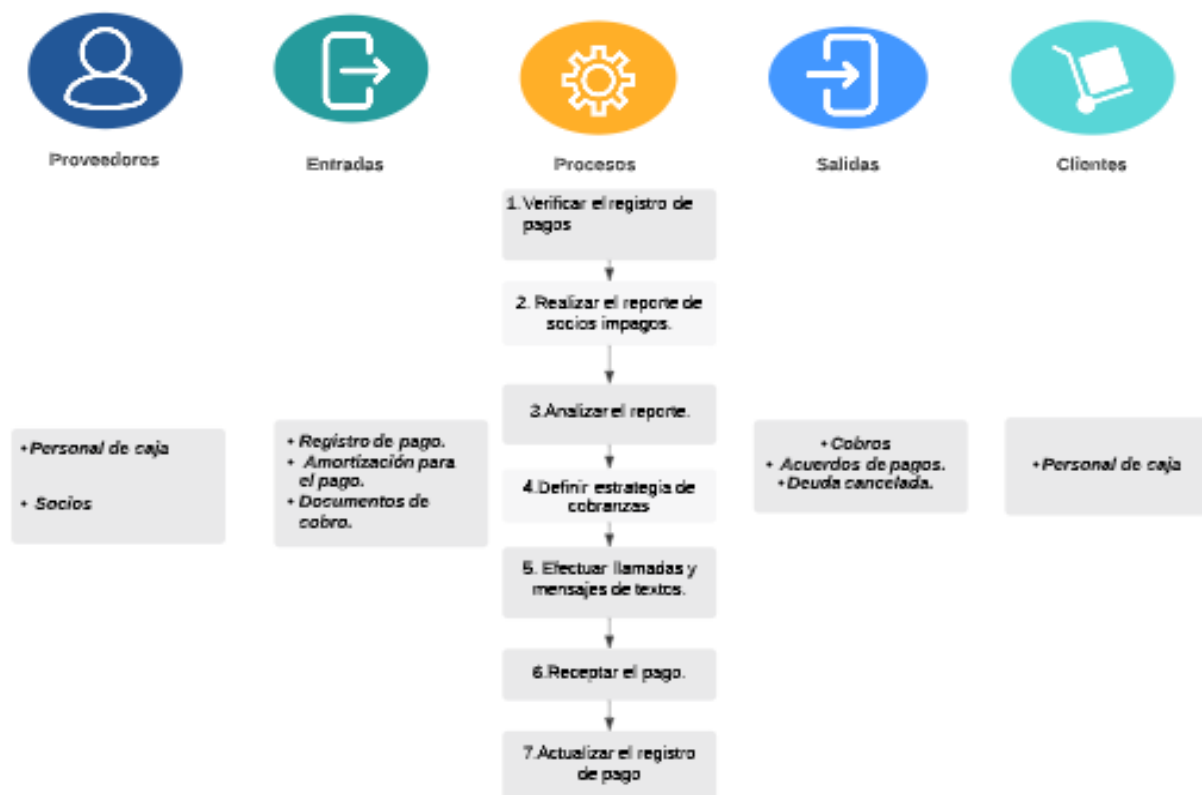 Proveedores
Entradas
Procesos
Salidas
Clientes
1. Verificar el registro de
pagos
2. Realizar el reporte de
socios impagos.
3.Analizar el reporte.
4.Definir estrategia de
cobranzas
5. Efectuar llamadas y
mensajes de textos.
6.Receptar el pago.
7.Actualizar el registro
de pago
•Personal de caja
• Socios
• Registro de pago.
• Amortización para
el pago.
• Documentos de
cobro.
•Cobros
• Acuerdos de pagos.
•Deuda cancelada.
•Personal de caja